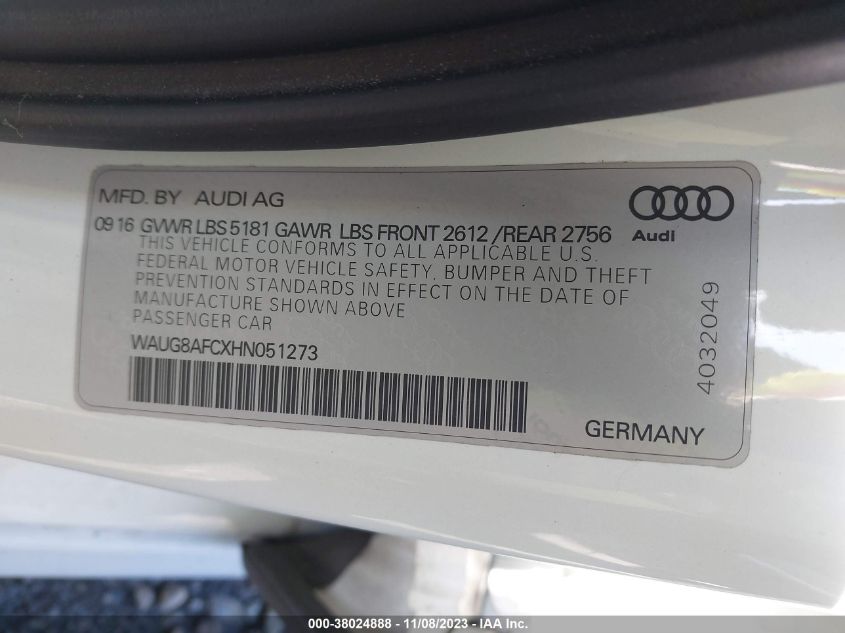 MFD. BY AUDI AG
09 16 GVWR LBS 5181 GAWR LBS FRONT 2612 /REAR 2756
THIS VEHICLE CONFORMS TO ALL APPLICABLE U.S.
FEDERAL MOTOR VEHICLE SAFETY, BUMPER AND THEFT
PREVENTION STANDARDS IN EFFECT ON THE DATE OF
MANUFACTURE SHOWN ABOVE
PASSENGER CAR
WAUG8AFCXHN051273
Audi
4032049
GERMANY
000-38024888 - 11/08/2023 - © IAA Inc.